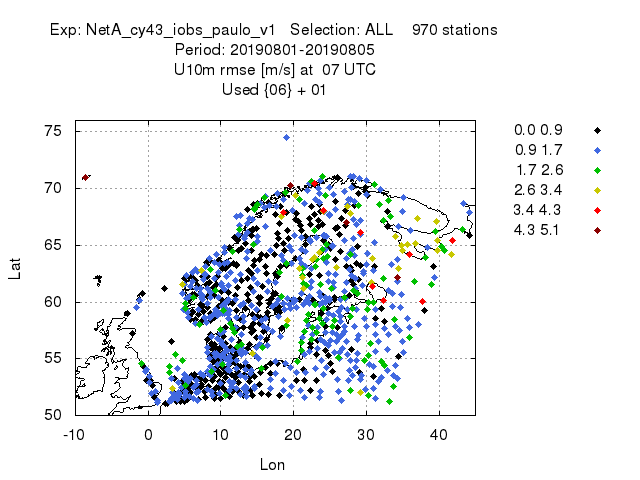 Exp: NetA_cy43_iobs_paulo_v1 Selection: ALL 970 stations
Period: 20190801-20190805
U10m rmse [m/s] at 07 UTC
Used {06} + 01
0.0 0.9
0.9 1.7
1.7 2.6
2.6 3.4
3.4 4.3
4.3 5.1
75
70
65
60
55
50
Lat
-10 0 10 20 30 40
Lon